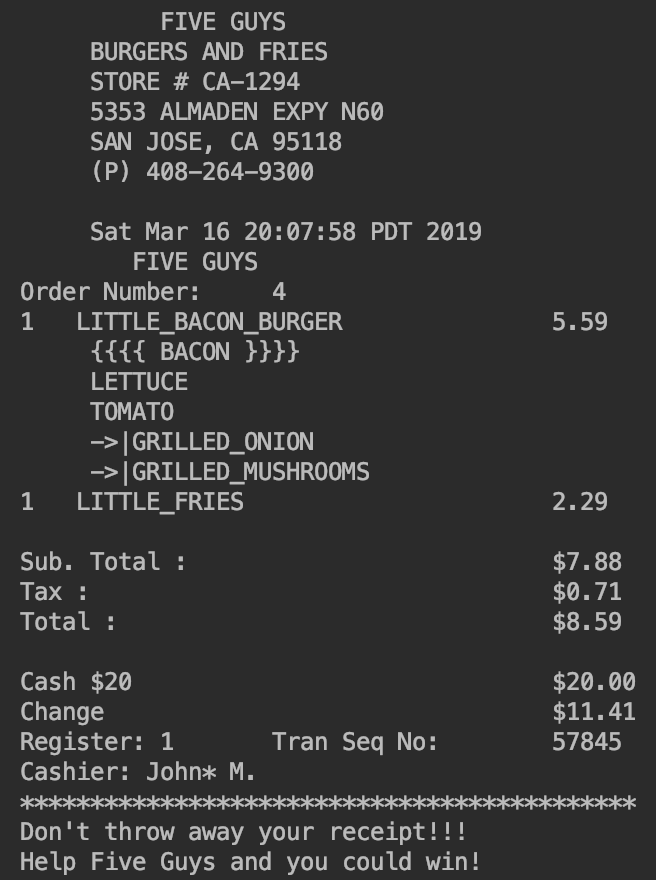 FIVE GUYS
BURGERS AND FRIES
STORE # CA-1294
5353 ALMADEN EXPY N60
SAN JOSE, CA 95118
(P) 408-264-9300
Sat Mar 16 20:07:58 PDT 2019
FIVE GUYS
Order Number: 4
1 LITTLE_BACON_BURGER 5.59
{{{{ BACON }}}}
LETTUCE
TOMATO
->|GRILLED_ONION
->|GRILLED_MUSHROOMS
1 LITTLE_FRIES 2.29
Sub. Total : $7.88
Tax : $0.71
Total : $8.59
Cash $20 $20.00
Change $11.41
Register: 1 Tran Seq No: 57845
Cashier: John* M.
********************************************
Don't throw away your receipt!!!
Help Five Guys and you could win!